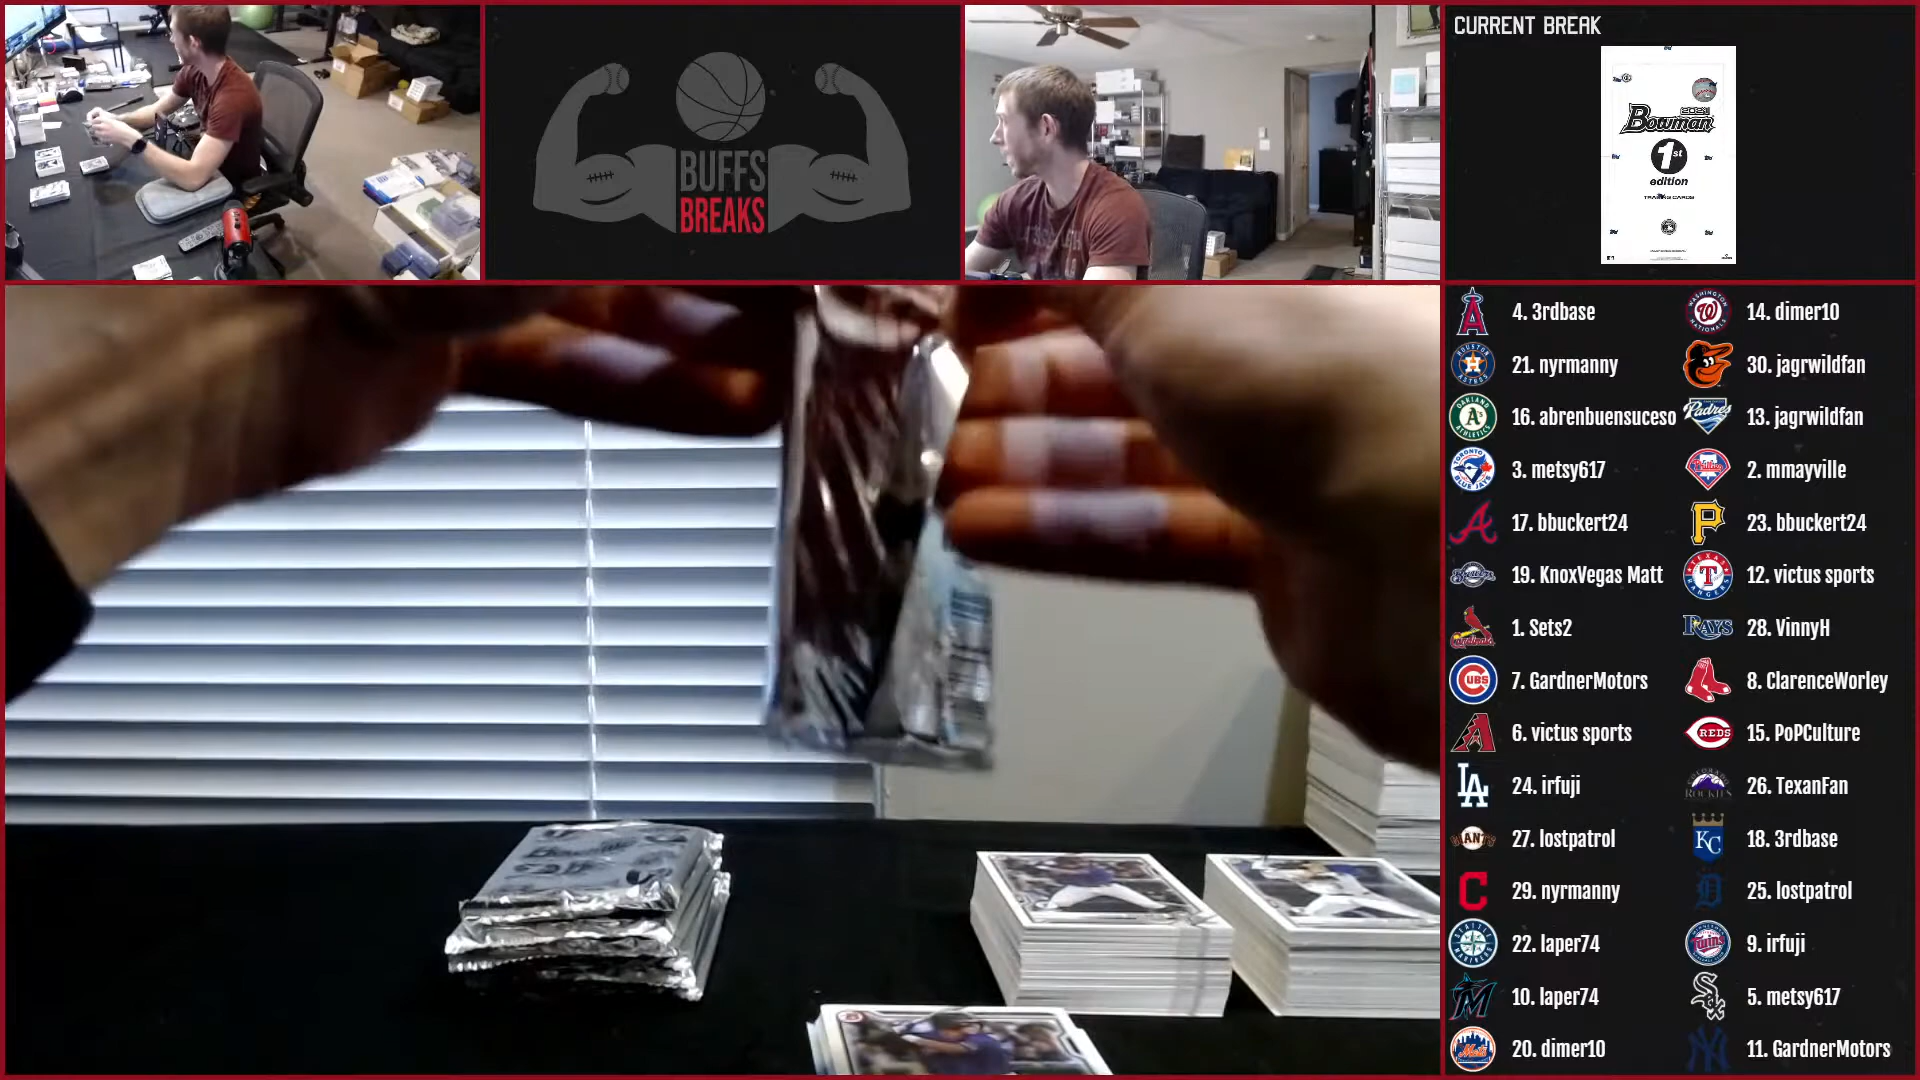 BUFFS
BREAKS
CURRENT BREAK
2021
Bowman
1st
edition
TRADING CARDS
4. 3rdbase
14. dimer10
21. nyrmanny
30. jagrwildfan
16. abrenbuensuceso
13. jagrwildfan
3. metsy617
2. mmayville
17. bbuckert24
23. bbuckert24
19. KnoxVegas Matt
12. victus sports
1. Sets2
28. VinnyH
7. GardnerMotors
8. ClarenceWorley
6. victus sports
15. PoPCulture
24. irfuji
26. TexanFan
27. lostpatrol
18. 3rdbase
29. nyrmanny
25. lostpatrol
22. laper74
9. irfuji
10. laper74
5. metsy617
20. dimer10
11. GardnerMotors